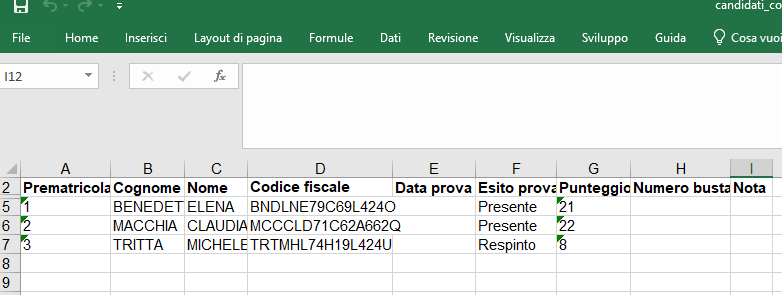 candidati_co
File Home Inserisci Layout di pagina Formule Dati Revisione Visualizza Sviluppo Guida Cosa vuoi
I12 fx
A B C D E F G H I
2 Prematricola Cognome Nome Codice fiscale Data prova Esito prova Punteggio Numero busta Nota
5 1 BENEDET ELENA BNDLNE79C69L424O Presente 21
6 2 MACCHIA CLAUDIA MCCCLD71C62A662Q Presente 22
7 3 TRITTA MICHELE TRTMHL74H19L424U Respinto 8
8
9